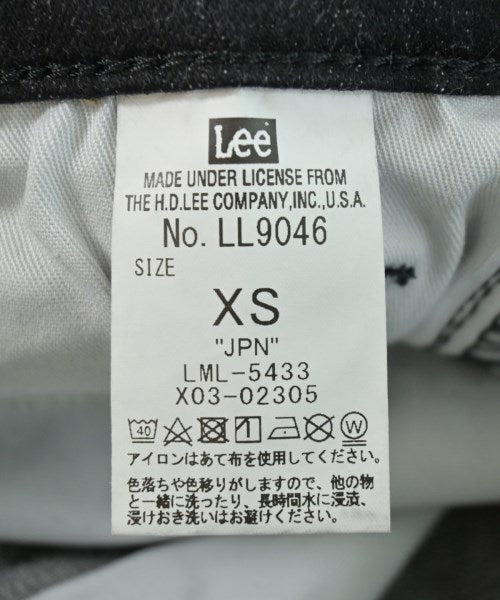 Lee
MADE UNDER LICENSE FROM
THE H.D.LEE COMPANY,INC.,U.S.A.
No. LL9046
SIZE
XS
"JPN"
LML-5433
X03-02305
40 W
アイロンはあて布を使用してください。
色落ちや色移りがしますので、他の物
と一緒に洗ったり、長時間水に浸漬、
浸けおき洗いはお避けください。